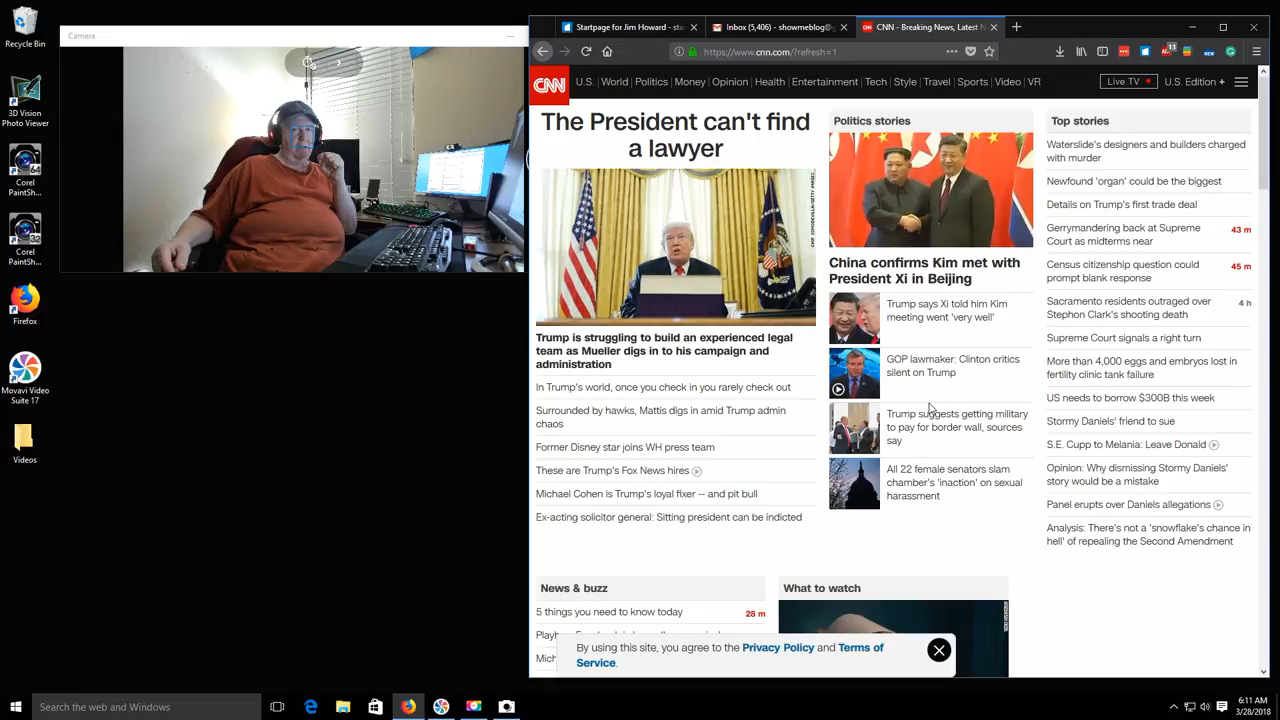 Recycle Bin
3D Vision
Photo Viewer
64
Corel
PaintSh...
32
Corel
PaintSh...
Firefox
Movavi Video
Suite 17
Videos
Camera
Startpage for Jim Howard - sta
Inbox (5,406) - showmeblog@g
CNN - Breaking News, Latest N
https://www.cnn.com/?refresh=1
11
NEW
CNN
U.S. World Politics Money Opinion Health Entertainment Tech Style Travel Sports Video VR
Live TV
U.S. Edition +
The President can't find
a lawyer
Trump is struggling to build an experienced legal
team as Mueller digs in to his campaign and
administration
In Trump's world, once you check in you rarely check out
Surrounded by hawks, Mattis digs in amid Trump admin
chaos
Former Disney star joins WH press team
These are Trump's Fox News hires
Michael Cohen is Trump's loyal fixer -- and pit bull
Ex-acting solicitor general: Sitting president can be indicted
Politics stories
China confirms Kim met with
President Xi in Beijing
Trump says Xi told him Kim
meeting went 'very well'
GOP lawmaker: Clinton critics
silent on Trump
Trump suggests getting military
to pay for border wall, sources
say
All 22 female senators slam
chamber's 'inaction' on sexual
harassment
Top stories
Waterslide's designers and builders charged
with murder
Newfound 'organ' could be the biggest
Details on Trump's first trade deal
Gerrymandering back at Supreme
Court as midterms near
43 m
Census citizenship question could
prompt blank response
45 m
Sacramento residents outraged over
Stephon Clark's shooting death
4 h
Supreme Court signals a right turn
More than 4,000 eggs and embryos lost in
fertility clinic tank failure
US needs to borrow $300B this week
Stormy Daniels' friend to sue
S.E. Cupp to Melania: Leave Donald
Opinion: Why dismissing Stormy Daniels'
story would be a mistake
Panel erupts over Daniels allegations
Analysis: There's not a 'snowflake's chance in
hell' of repealing the Second Amendment
News & buzz
5 things you need to know today
28 m
What to watch
By using this site, you agree to the Privacy Policy and Terms of
Service.
Search the web and Windows
6:11 AM
3/28/2018